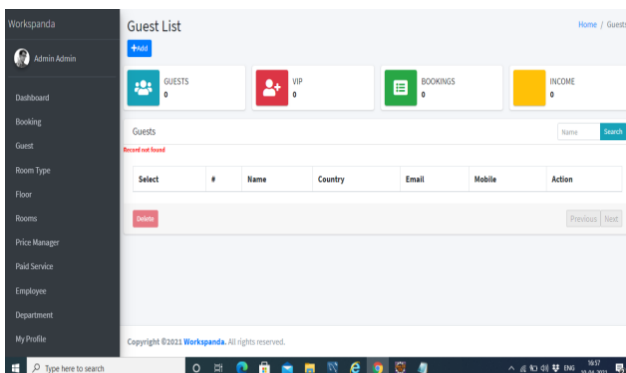 Workspanda
Admin Admin
Dashboard
Booking
Guest
Room Type
Floor
Rooms
Price Manager
Paid Service
Employee
Department
My Profile
Guest List
Home / Guests
+Add
GUESTS
0
VIP
0
BOOKINGS
0
INCOME
0
Guests
Name
Search
Record not found
Select # Name Country Email Mobile Action
Delete
Previous Next
Copyright ©2021 Workspanda. All rights reserved.
Type here to search
ENG
16:57